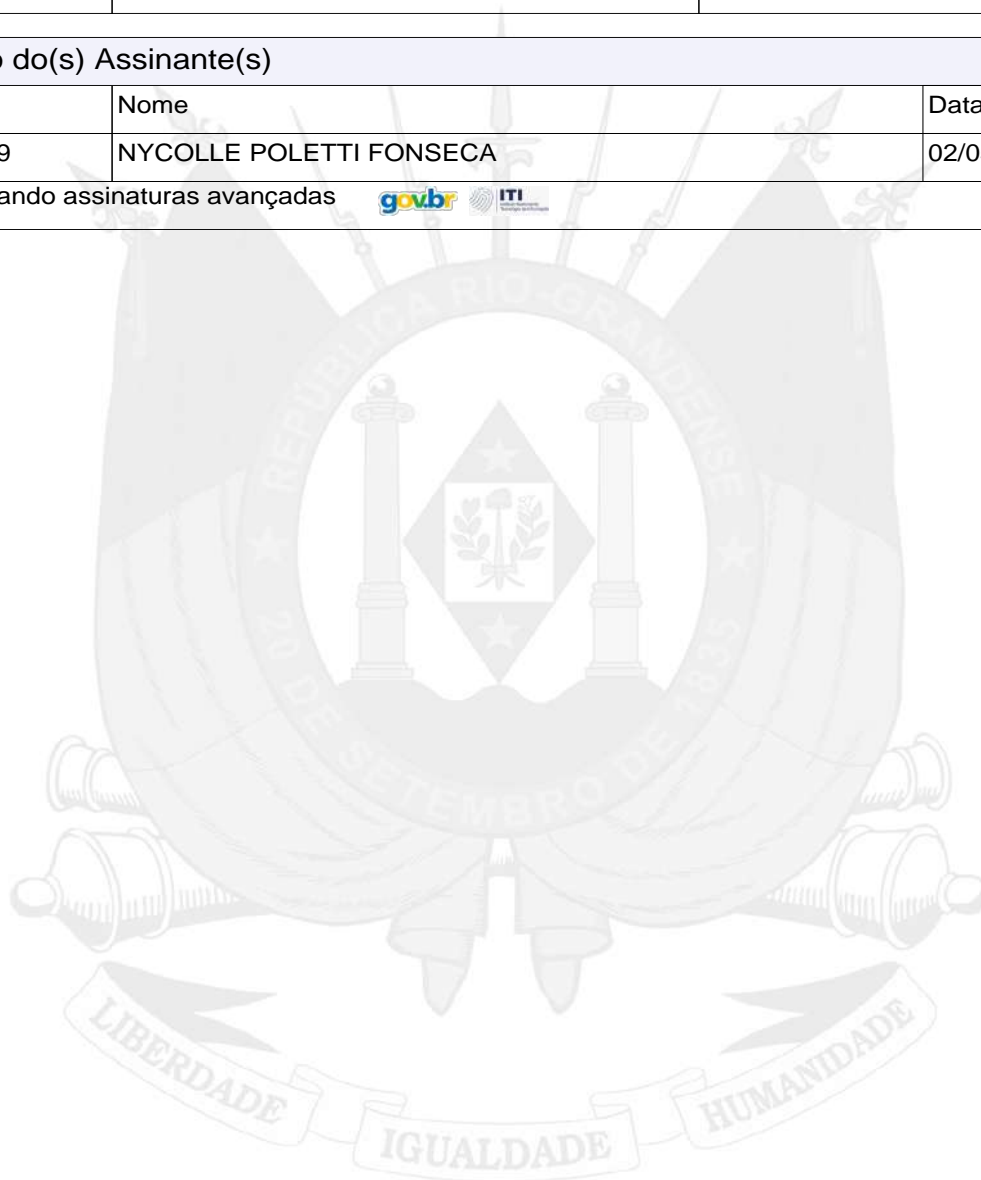 o do(s) Assinante(s)
Nome Data
9 NYCOLLE POLETTI FONSECA 02/0
ando assinaturas avançadas gov.br ITI
REPÚBLICA RIO-GRANDENSE
20 DE SETEMBRO DE 1835
LIBERDADE IGUALDADE HUMANIDADE